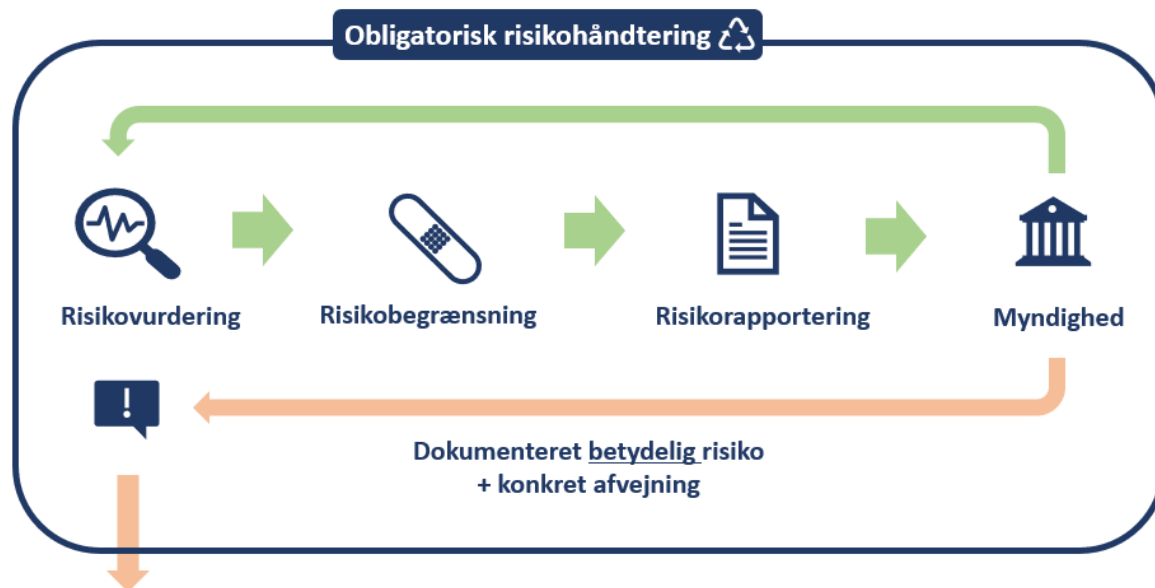 Obligatorisk risikohåndtering
Risikovurdering
Risikobegrænsning
Risikorapportering
Myndighed
!
Dokumenteret betydelig risiko
+ konkret afvejning